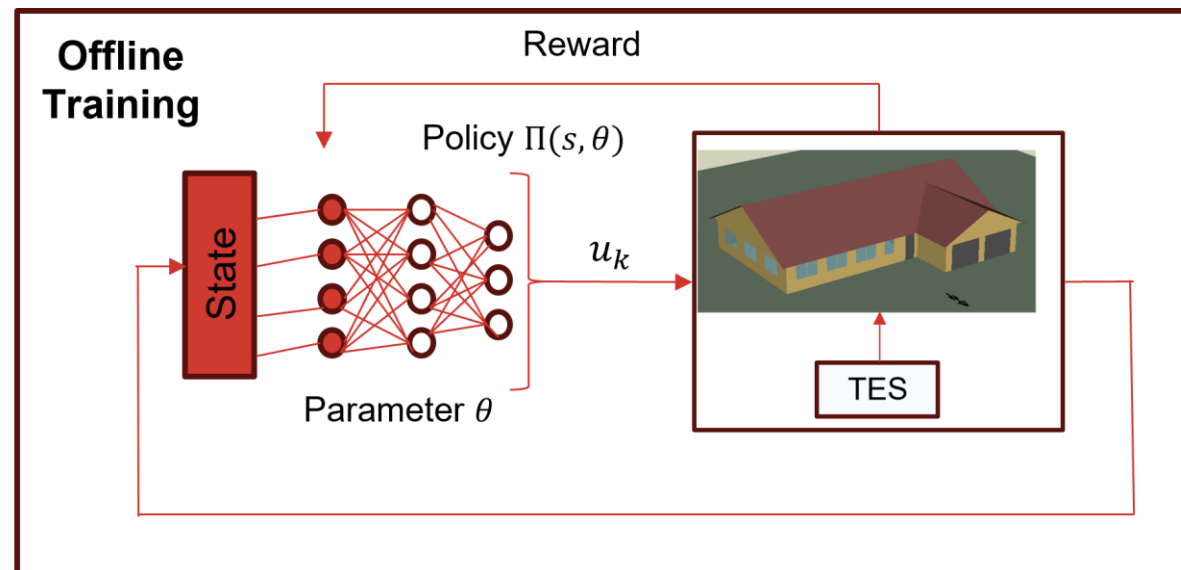 Offline
Training
Reward
Policy Π(s, θ)
State
u_k
TES
Parameter θ